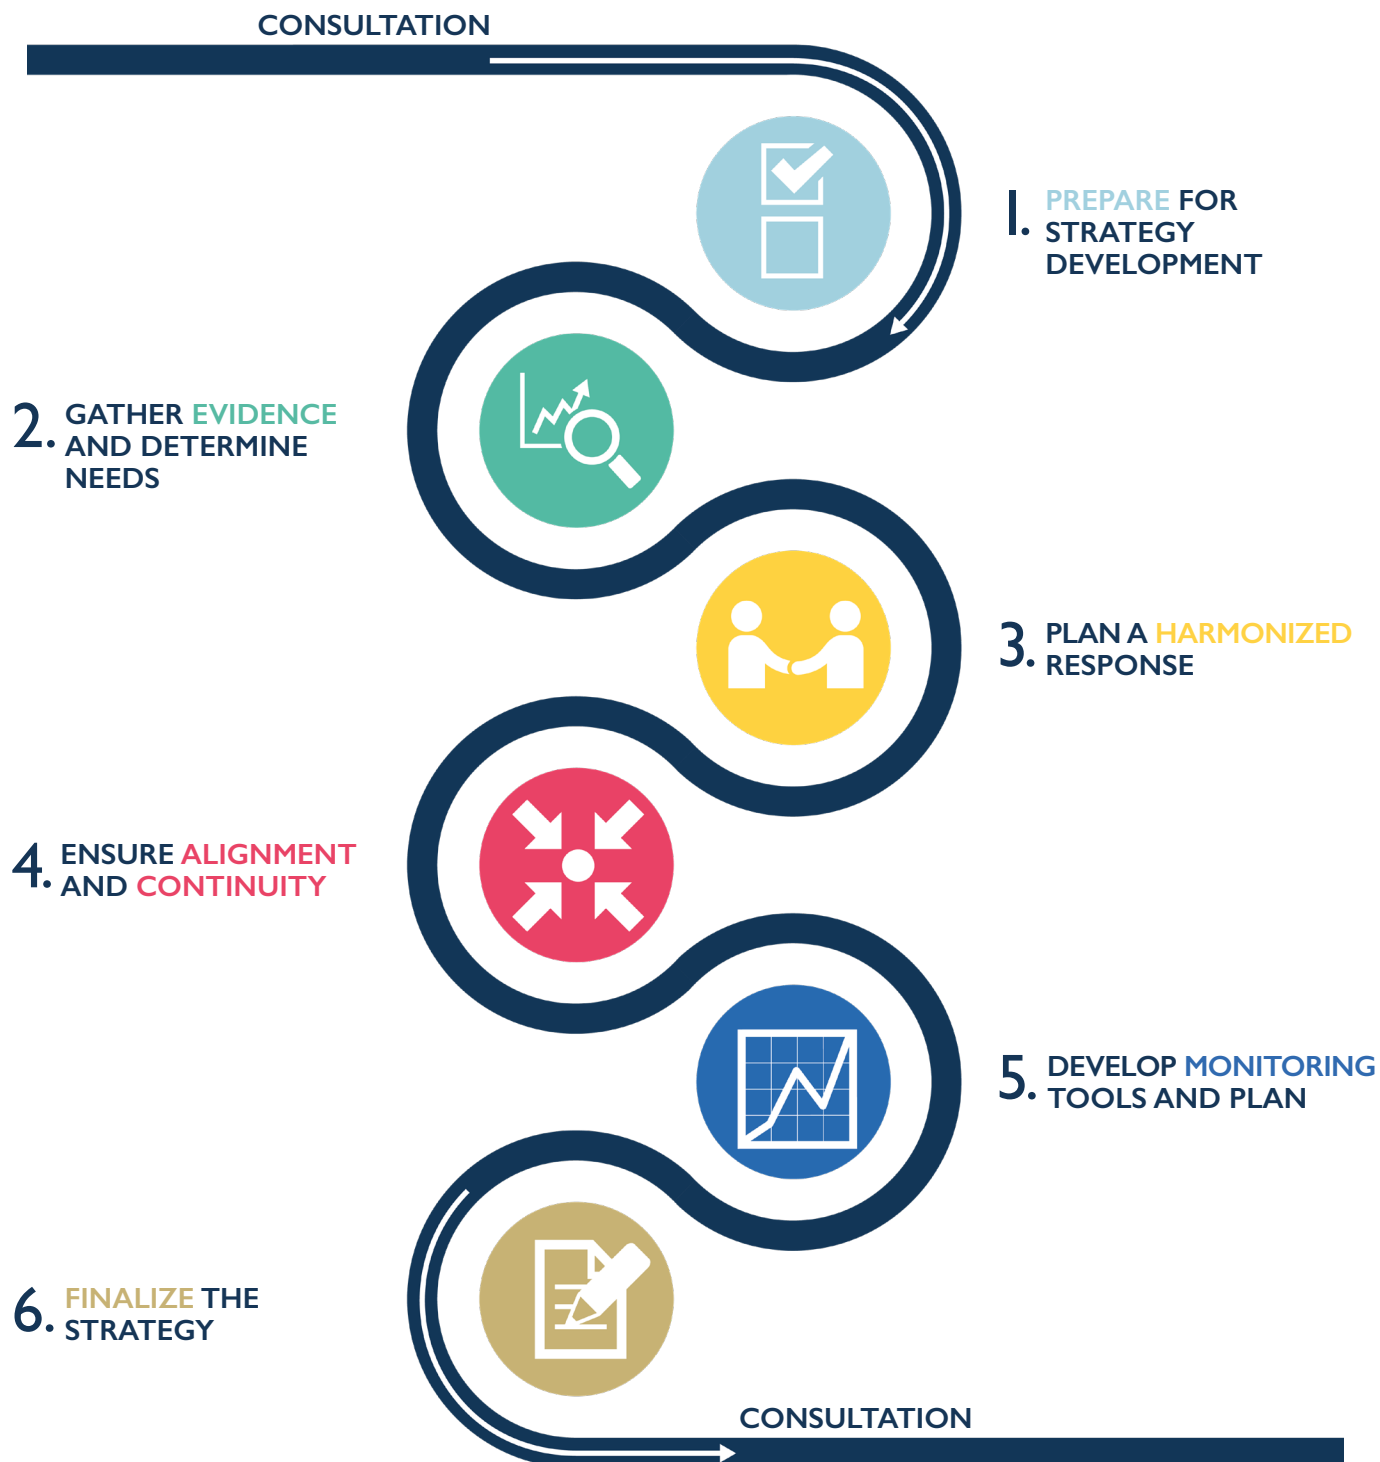 CONSULTATION
1. PREPARE FOR
STRATEGY
DEVELOPMENT
2. GATHER EVIDENCE
AND DETERMINE
NEEDS
3. PLAN A HARMONIZED
RESPONSE
4. ENSURE ALIGNMENT
AND CONTINUITY
5. DEVELOP MONITORING
TOOLS AND PLAN
6. FINALIZE THE
STRATEGY
CONSULTATION